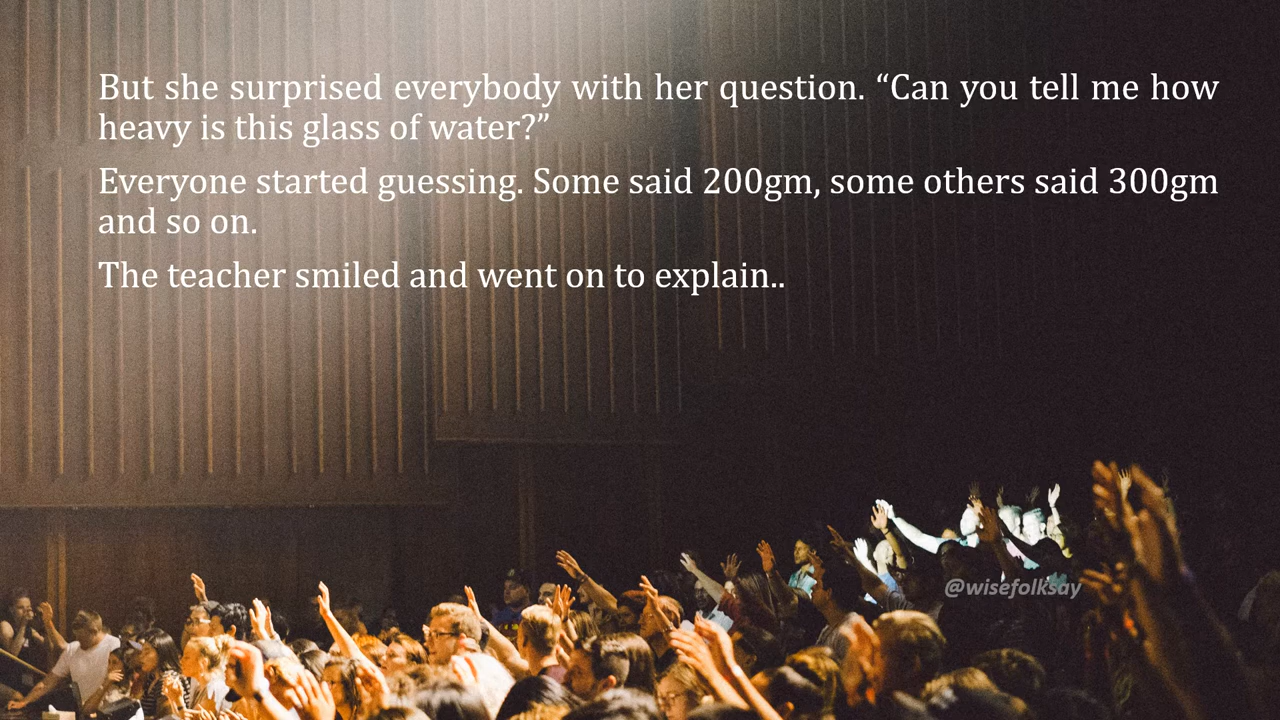 But she surprised everybody with her question. “Can you tell me how
heavy is this glass of water?”
Everyone started guessing. Some said 200gm, some others said 300gm
and so on.
The teacher smiled and went on to explain..
@wisefolksay